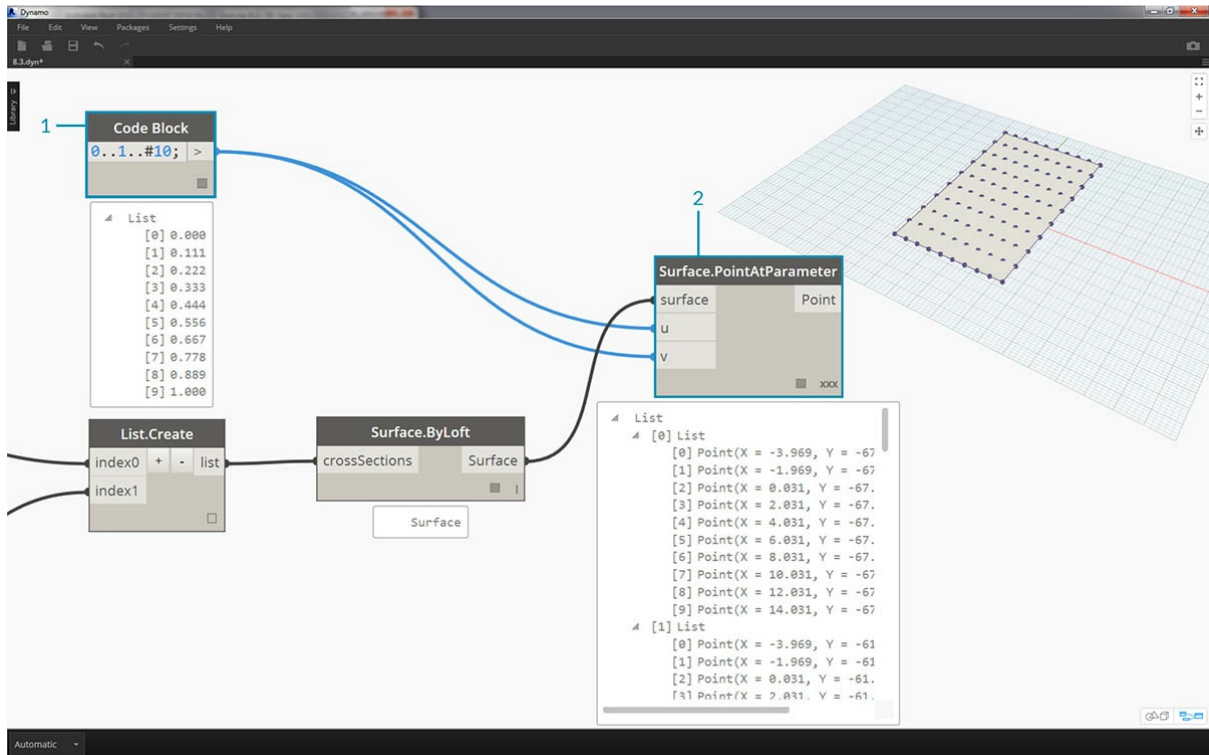 Dynamo
File Edit View Packages Settings Help
8.3.dyn*
Library
1
Code Block
0..1..#10; >
List
[0] 0.000
[1] 0.111
[2] 0.222
[3] 0.333
[4] 0.444
[5] 0.556
[6] 0.667
[7] 0.778
[8] 0.889
[9] 1.000
List.Create
index0 + - list
index1
Surface.ByLoft
crossSections Surface
Surface
2
Surface.PointAtParameter
surface Point
u
v
xxx
List
[0] List
[0] Point(X = -3.969, Y = -67
[1] Point(X = -1.969, Y = -67
[2] Point(X = 0.031, Y = -67.
[3] Point(X = 2.031, Y = -67.
[4] Point(X = 4.031, Y = -67.
[5] Point(X = 6.031, Y = -67.
[6] Point(X = 8.031, Y = -67.
[7] Point(X = 10.031, Y = -67
[8] Point(X = 12.031, Y = -67
[9] Point(X = 14.031, Y = -67
[1] List
[0] Point(X = -3.969, Y = -61
[1] Point(X = -1.969, Y = -61
[2] Point(X = 0.031, Y = -61.
[3] Point(X = 2.031, Y = -61.
Automatic